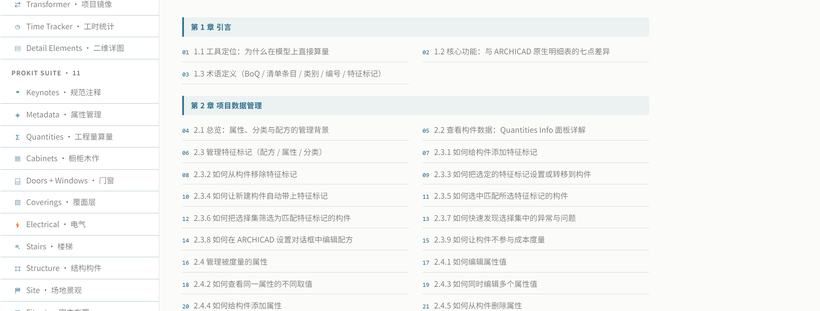 Transformer • 项目镜像
Time Tracker • 工时统计
Detail Elements • 二维详图
PROKIT SUITE • 11
Keynotes • 规范注释
Metadata • 属性管理
Σ Quantities • 工程量算量
Cabinets • 橱柜木作
Doors + Windows • 门窗
Coverings • 覆面层
Electrical • 电气
Stairs • 楼梯
Structure • 结构构件
Site • 场地景观
第 1 章 引言
01 1.1 工具定位：为什么在模型上直接算量
02 1.2 核心功能：与 ARCHICAD 原生明细表的七点差异
03 1.3 术语定义（BoQ / 清单条目 / 类别 / 编号 / 特征标记）
第 2 章 项目数据管理
04 2.1 总览：属性、分类与配方的管理背景
05 2.2 查看构件数据：Quantities Info 面板详解
06 2.3 管理特征标记（配方 / 属性 / 分类）
07 2.3.1 如何给构件添加特征标记
08 2.3.2 如何从构件移除特征标记
09 2.3.3 如何把选定的特征标记设置或转移到构件
10 2.3.4 如何让新建构件自动带上特征标记
11 2.3.5 如何选中匹配所选特征标记的构件
12 2.3.6 如何把选择集筛选为匹配特征标记的构件
13 2.3.7 如何快速发现选择集中的异常与问题
14 2.3.8 如何在 ARCHICAD 设置对话框中编辑配方
15 2.3.9 如何让构件不参与成本度量
16 2.4 管理被度量的属性
17 2.4.1 如何编辑属性值
18 2.4.2 如何查看同一属性的不同取值
19 2.4.3 如何同时编辑多个属性值
20 2.4.4 如何给构件添加属性
21 2.4.5 如何从构件删除属性